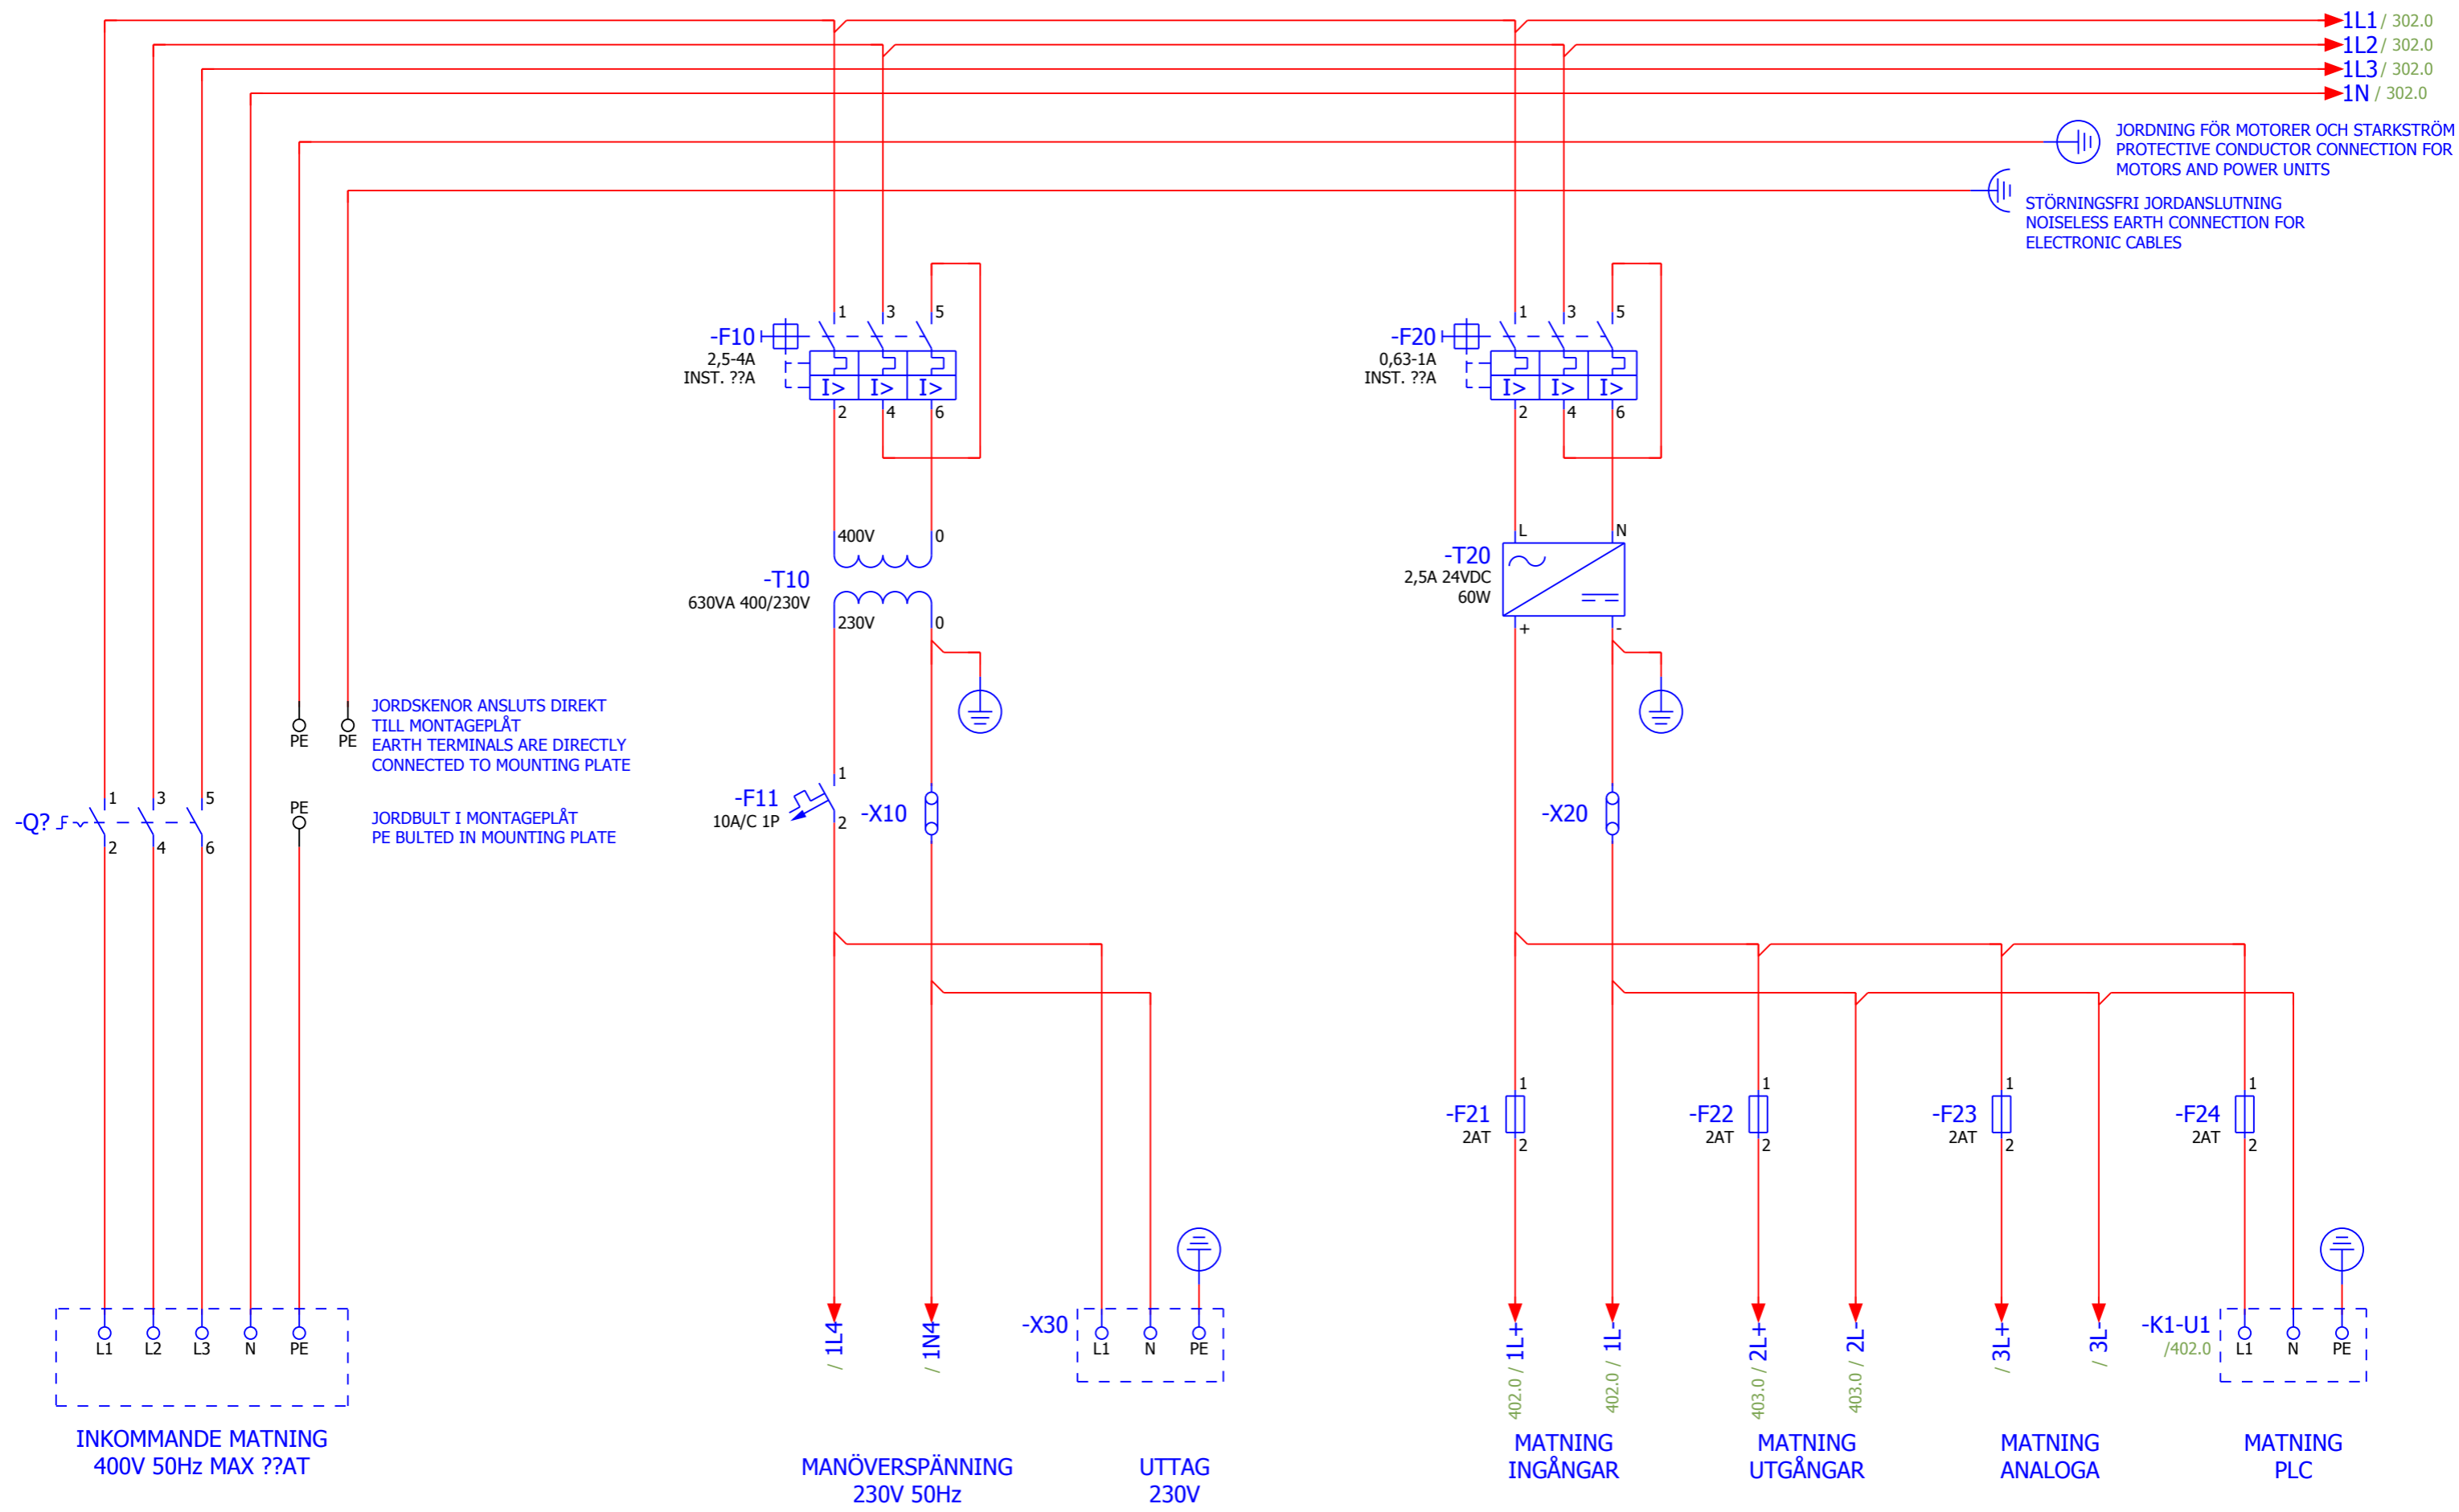 1L1 / 302.0
1L2 / 302.0
1L3 / 302.0
1N / 302.0
JORDNING FÖR MOTORER OCH STARKSTRÖM
PROTECTIVE CONDUCTOR CONNECTION FOR
MOTORS AND POWER UNITS
STÖRNINGSFRI JORDANSLUTNING
NOISELESS EARTH CONNECTION FOR
ELECTRONIC CABLES
1 3 5
-F10
2,5-4A
INST. ??A
I> I> I>
2 4 6
1 3 5
-F20
0,63-1A
INST. ??A
I> I> I>
2 4 6
400V 0
-T10
630VA 400/230V
230V 0
L N
-T20
2,5A 24VDC
60W
+ -
PE PE
JORDSKENOR ANSLUTS DIREKT
TILL MONTAGEPLÅT
EARTH TERMINALS ARE DIRECTLY
CONNECTED TO MOUNTING PLATE
PE
JORDBULT I MONTAGEPLÅT
PE BULTED IN MOUNTING PLATE
1 3 5
-Q?
2 4 6
1
-F11
10A/C 1P
2
-X10
-X20
1
-F21
2AT
2
1
-F22
2AT
2
1
-F23
2AT
2
1
-F24
2AT
2
L1 L2 L3 N PE
INKOMMANDE MATNING
400V 50Hz MAX ??AT
/ 1L4
/ 1N4
MANÖVERSPÄNNING
230V 50Hz
-X30
L1 N PE
UTTAG
230V
402.0 / 1L+
402.0 / 1L-
MATNING
INGÅNGAR
403.0 / 2L+
403.0 / 2L-
MATNING
UTGÅNGAR
/ 3L+
/ 3L-
MATNING
ANALOGA
-K1-U1
/402.0
L1 N PE
MATNING
PLC